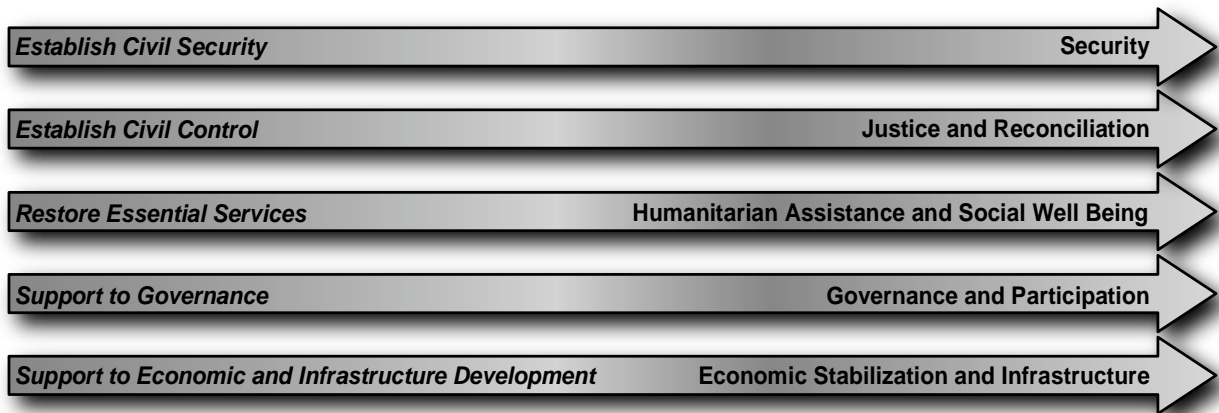 Establish Civil Security Security
Establish Civil Control Justice and Reconciliation
Restore Essential Services Humanitarian Assistance and Social Well Being
Support to Governance Governance and Participation
Support to Economic and Infrastructure Development Economic Stabilization and Infrastructure